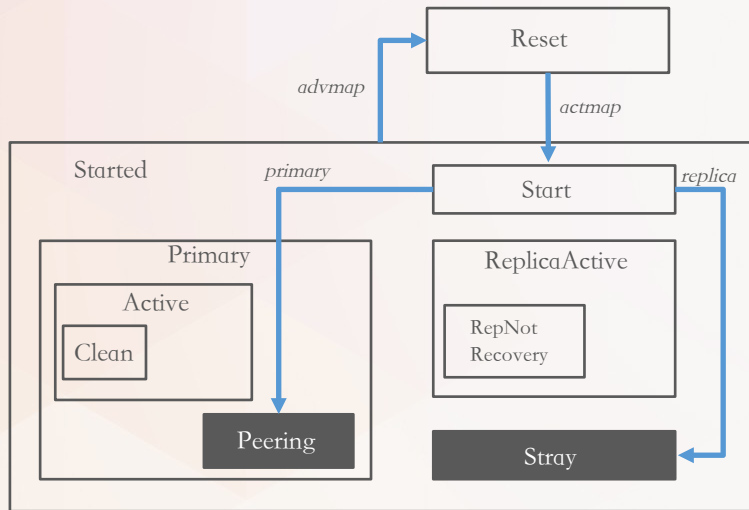 Reset
advmap
actmap
Started
primary
Start
replica
Primary
ReplicaActive
Active
Clean
RepNot
Recovery
Peering
Stray